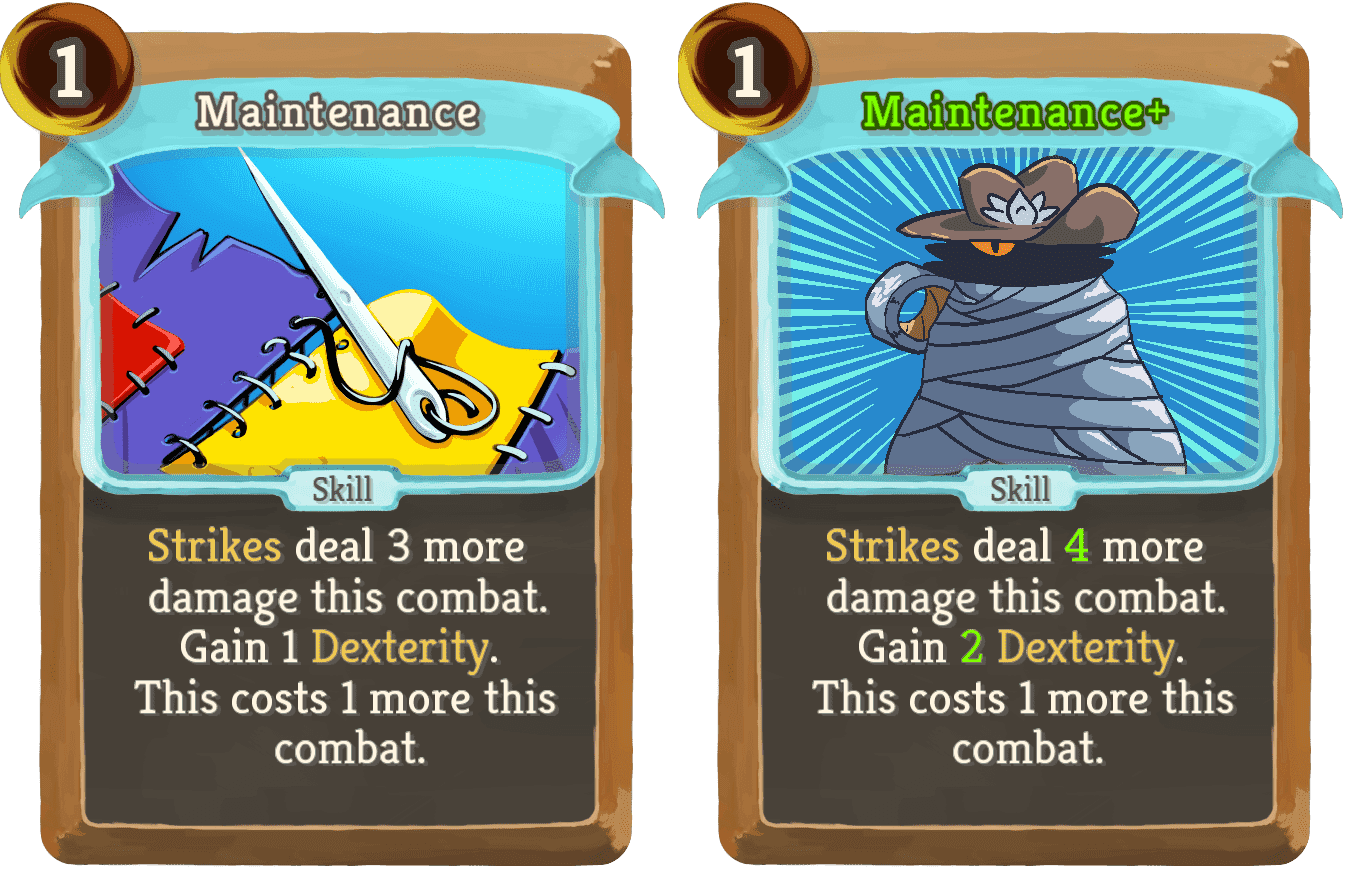 1
Maintenance
Skill
Strikes deal 3 more
damage this combat.
Gain 1 Dexterity.
This costs 1 more this
combat.
1
Maintenance+
Skill
Strikes deal 4 more
damage this combat.
Gain 2 Dexterity.
This costs 1 more this
combat.